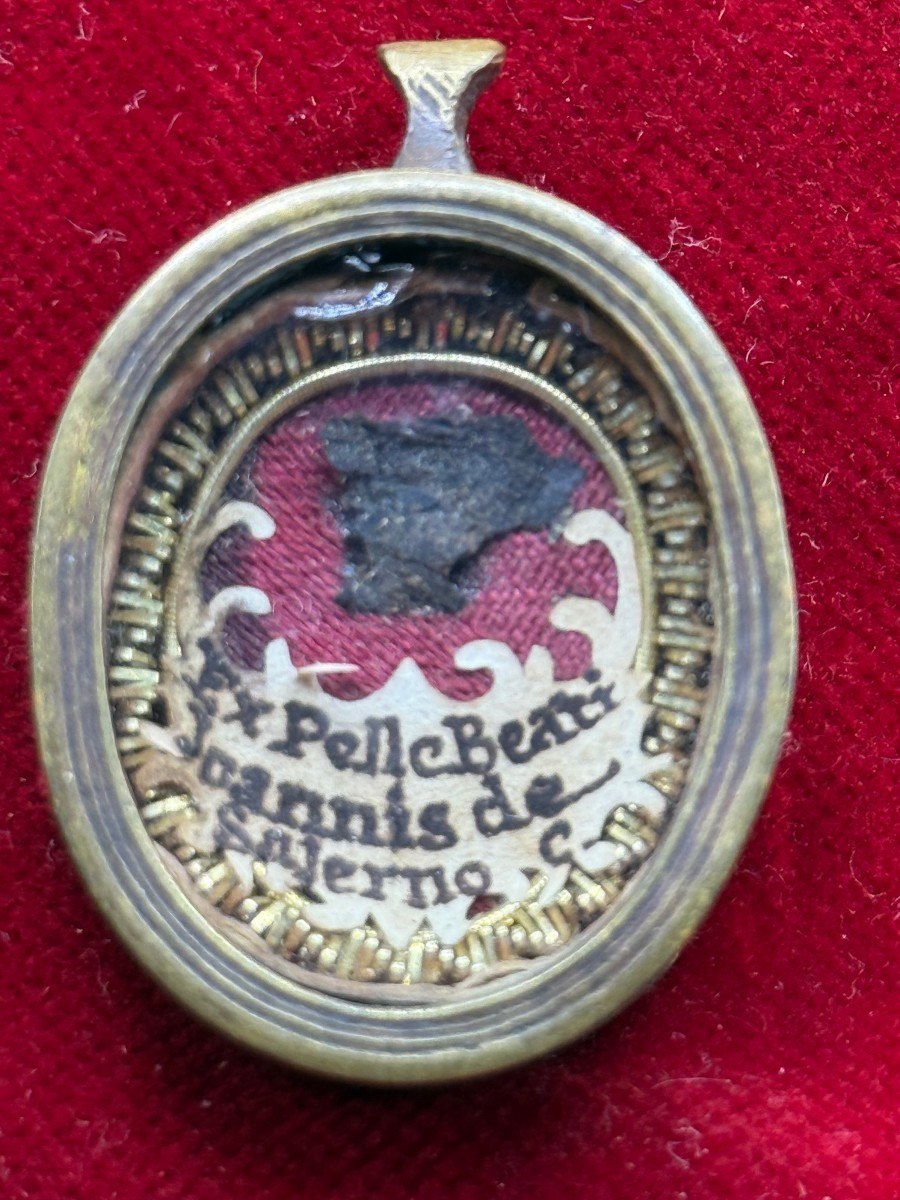 Ex Pelle Beati
Joannis de
Salerno C.